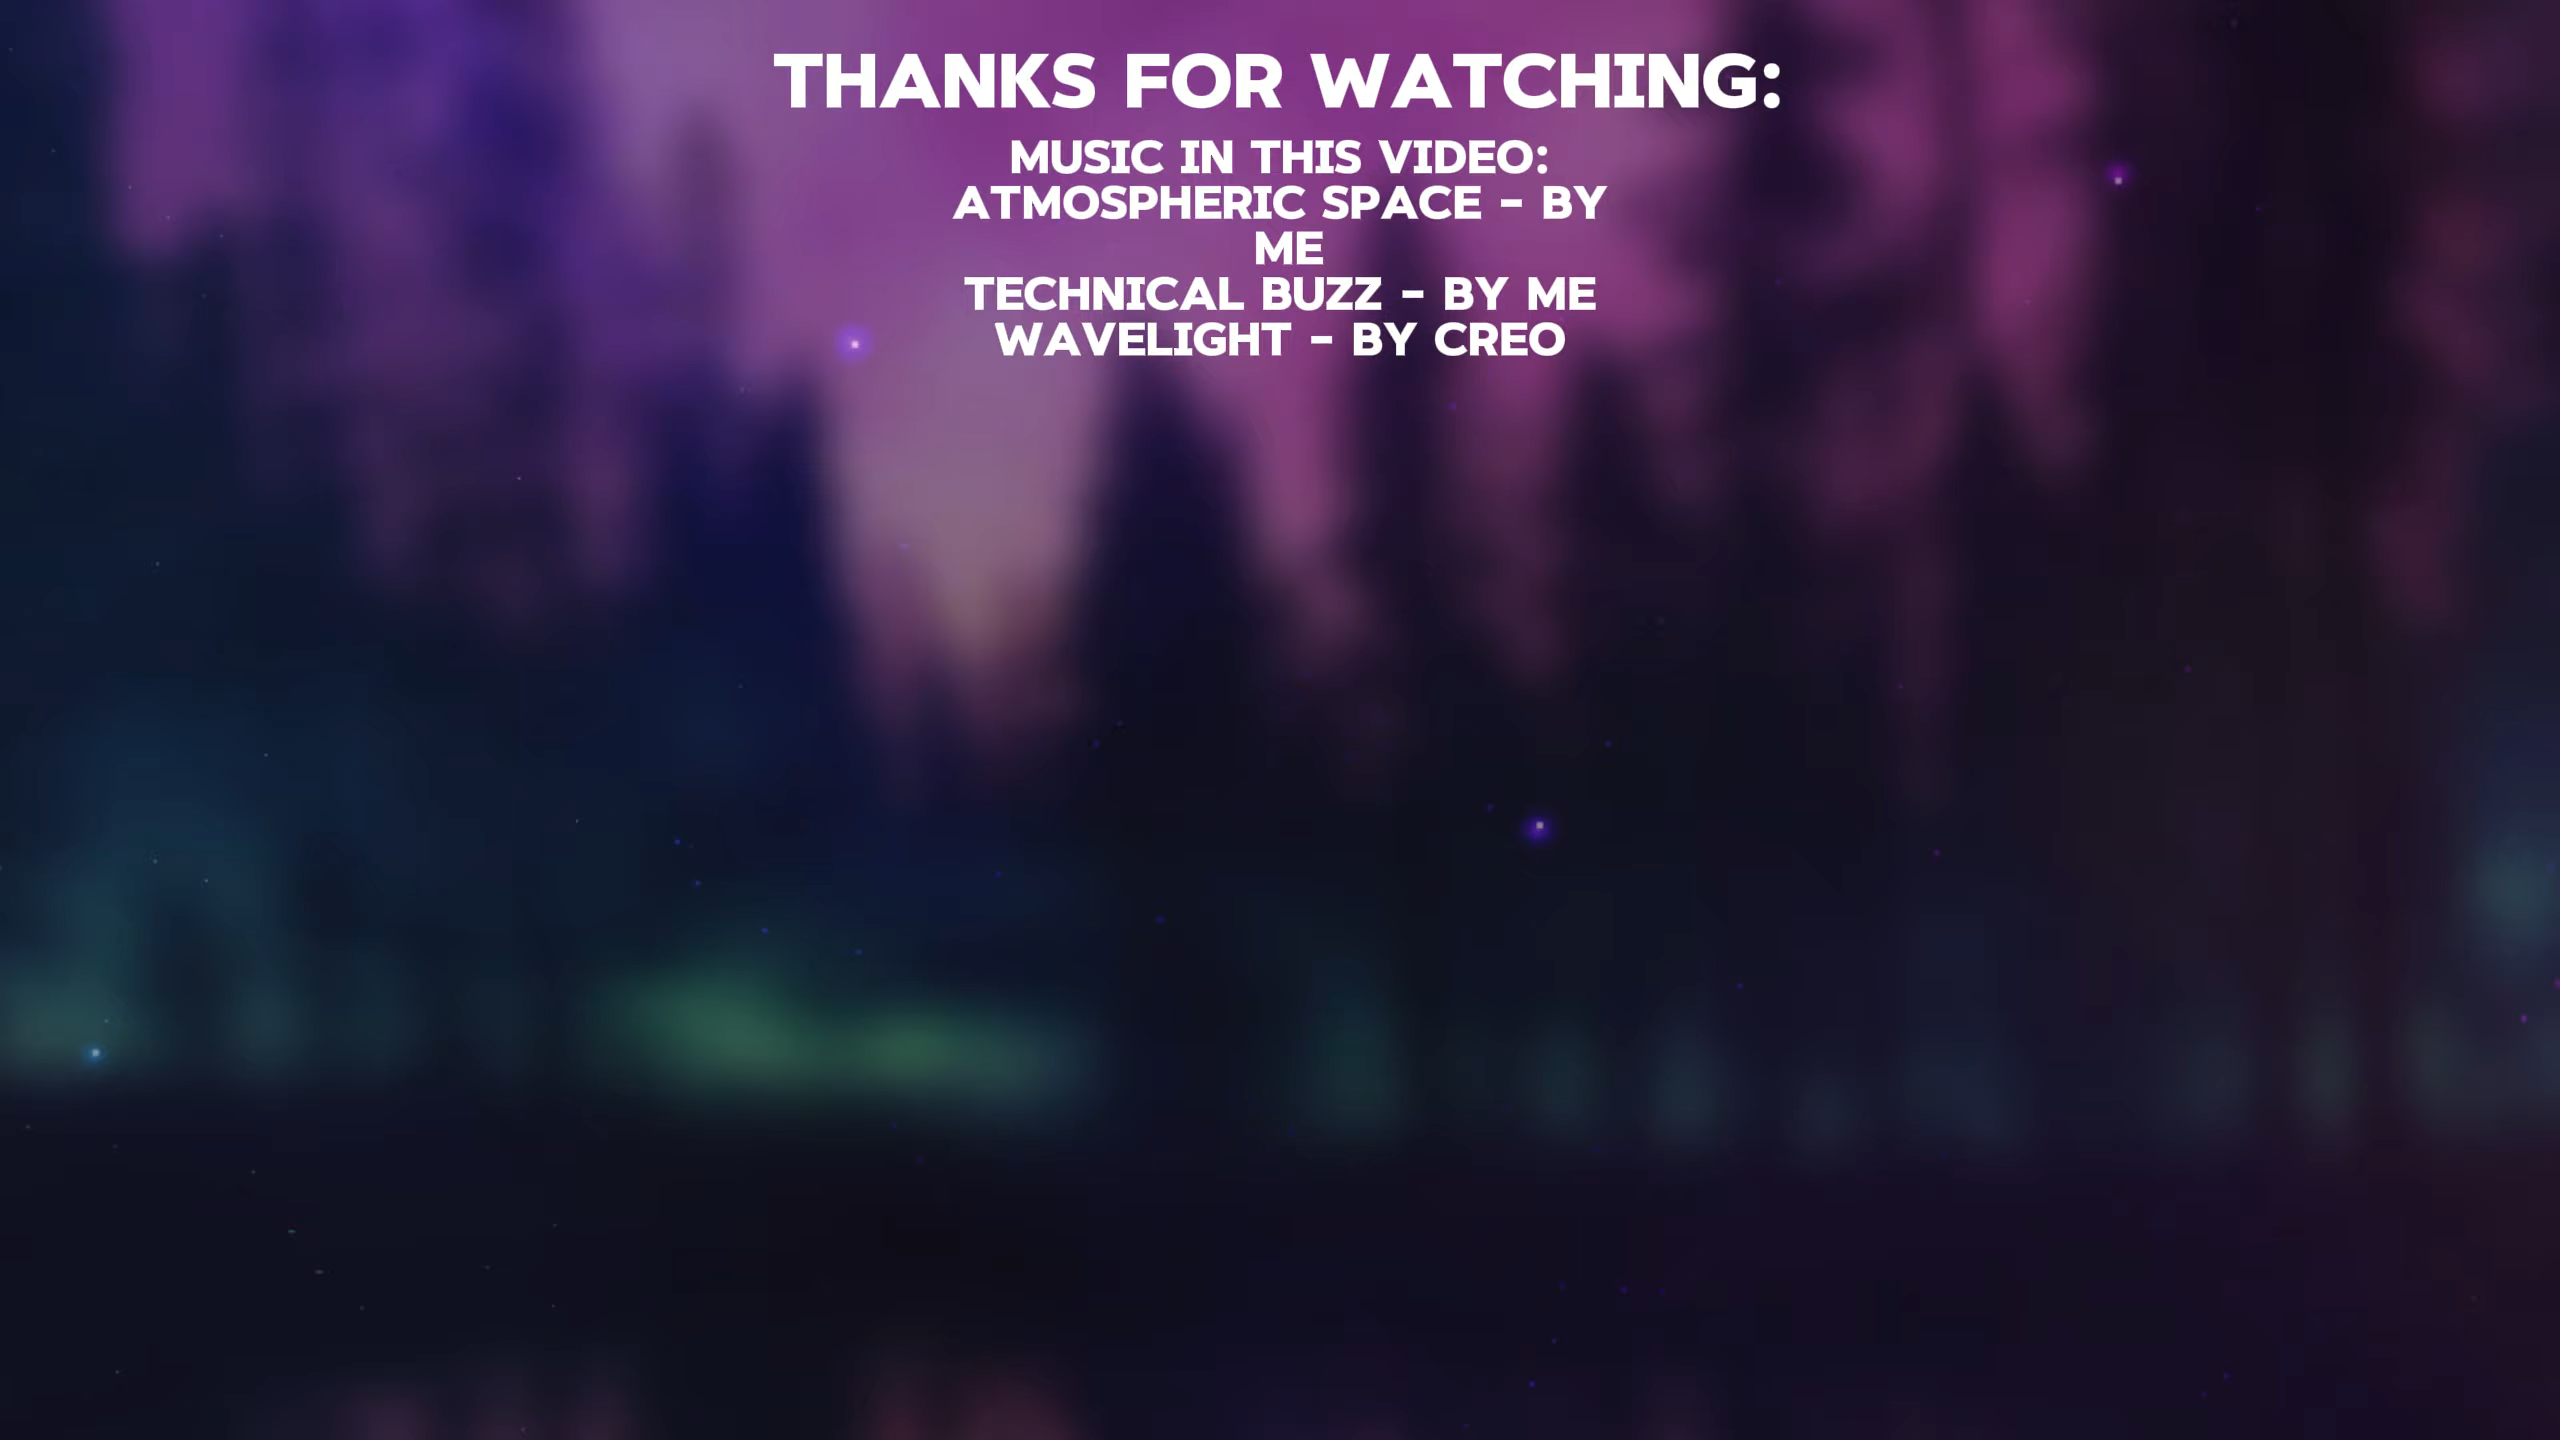 THANKS FOR WATCHING:
MUSIC IN THIS VIDEO:
ATMOSPHERIC SPACE - BY
ME
TECHNICAL BUZZ - BY ME
WAVELIGHT - BY CREO